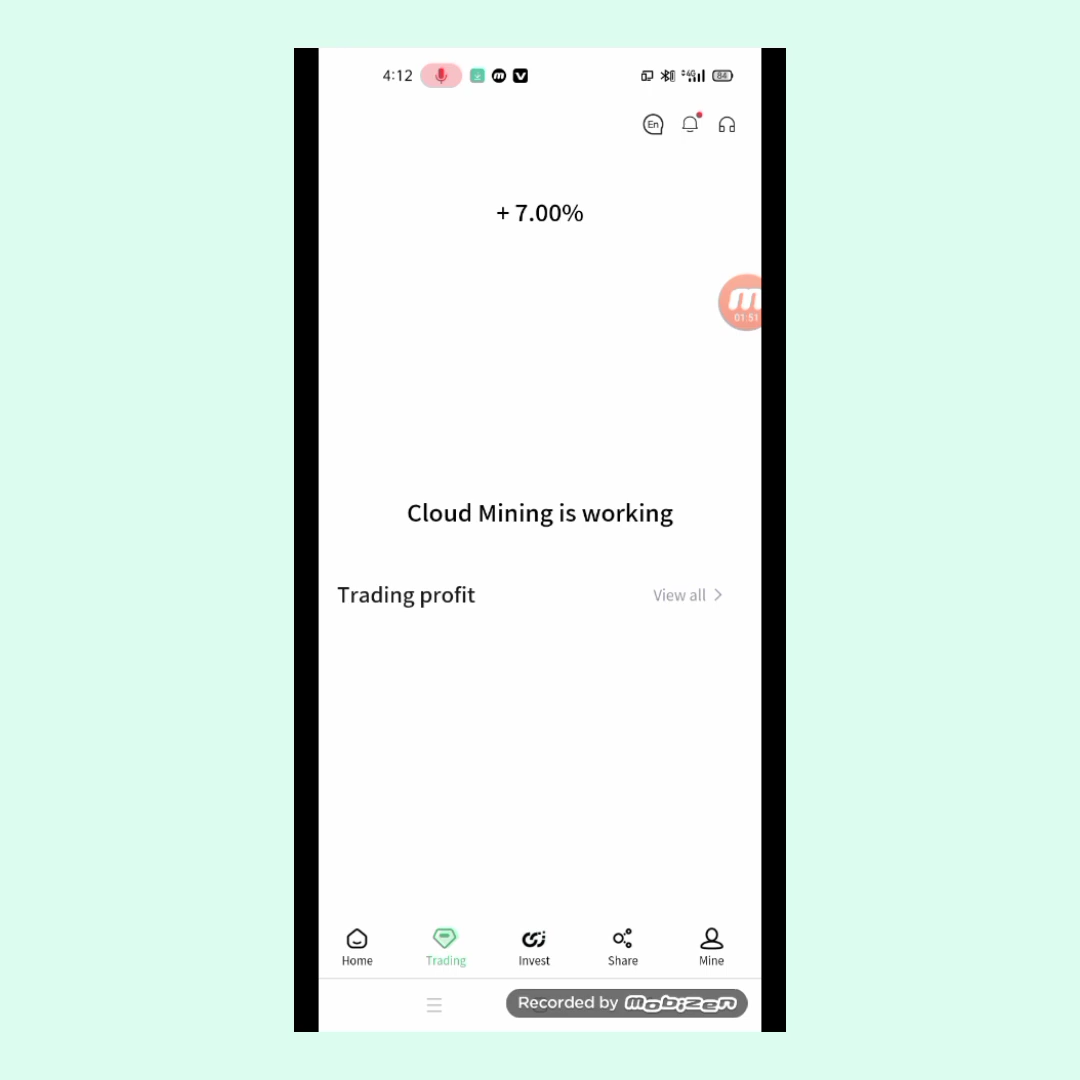 4:12
84
En
+ 7.00%
01:51
Cloud Mining is working
Trading profit
View all
Home
Trading
Invest
Share
Mine
Recorded by mobizen